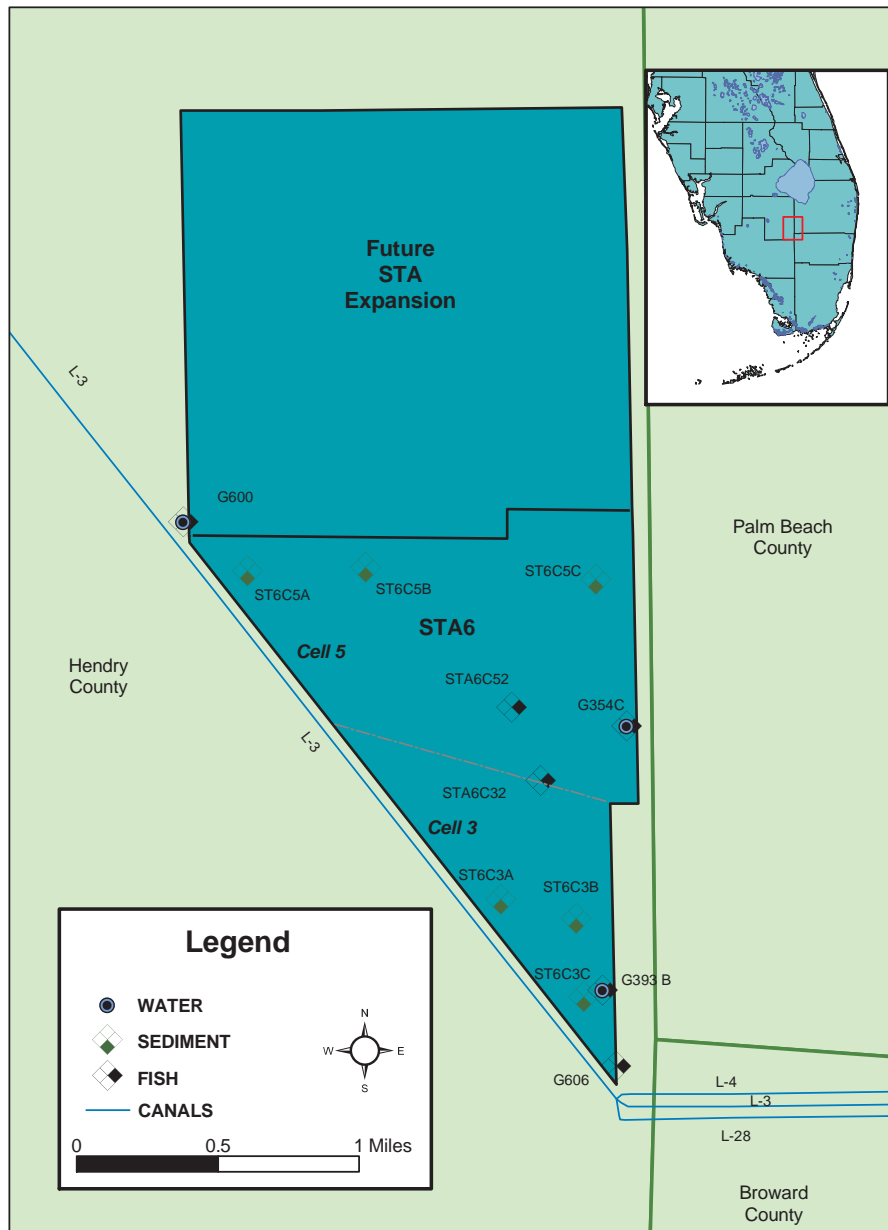 Future
STA
Expansion
L-3
G600
Palm Beach
County
ST6C5A
ST6C5B
ST6C5C
STA6
Cell 5
Hendry
County
STA6C52
G354C
L-3
STA6C32
Cell 3
ST6C3A
ST6C3B
ST6C3C
G393 B
G606
L-4
L-3
L-28
Broward
County
Legend
WATER
SEDIMENT
FISH
CANALS
N
W
E
S
0
0.5
1 Miles